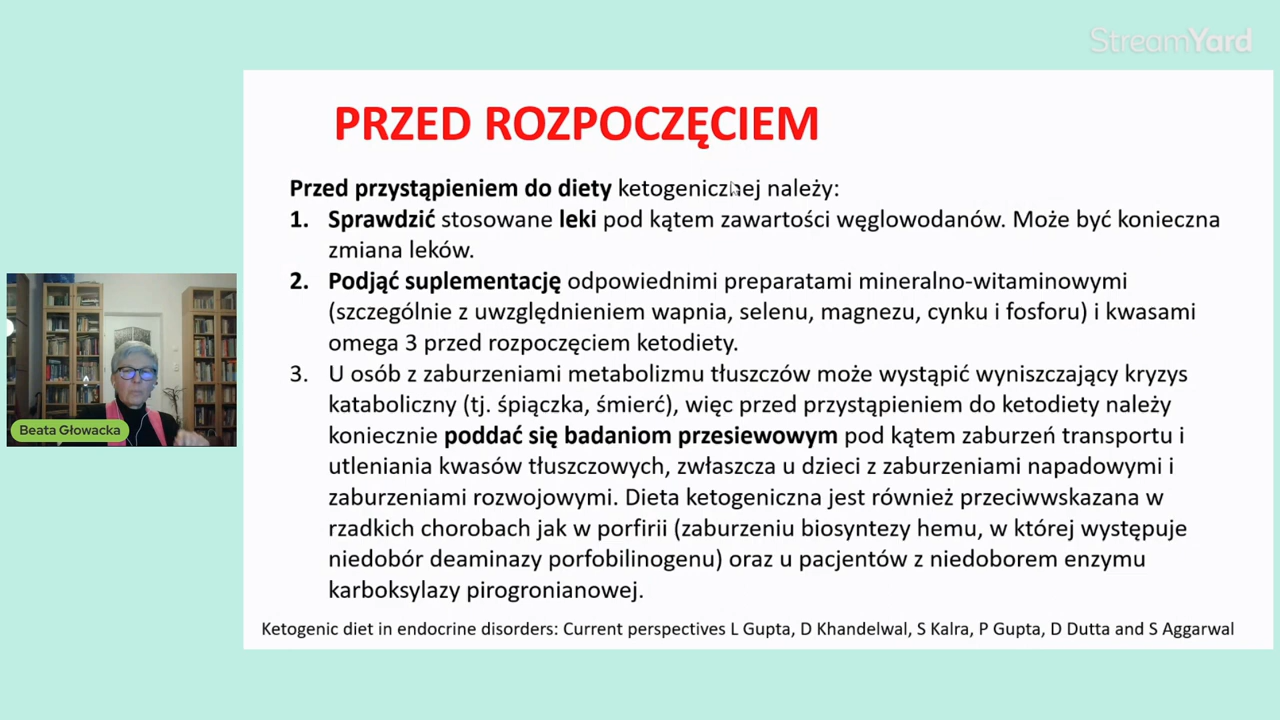 StreamYard
PRZED ROZPOCZĘCIEM
Przed przystąpieniem do diety ketogenicznej należy:
1. Sprawdzić stosowane leki pod kątem zawartości węglowodanów. Może być konieczna
zmiana leków.
2. Podjąć suplementację odpowiednimi preparatami mineralno-witaminowymi
(szczególnie z uwzględnieniem wapnia, selenu, magnezu, cynku i fosforu) i kwasami
omega 3 przed rozpoczęciem ketodiety.
3. U osób z zaburzeniami metabolizmu tłuszczów może wystąpić wyniszczający kryzys
kataboliczny (tj. śpiączka, śmierć), więc przed przystąpieniem do ketodiety należy
koniecznie poddać się badaniom przesiewowym pod kątem zaburzeń transportu i
utleniania kwasów tłuszczowych, zwłaszcza u dzieci z zaburzeniami napadowymi i
zaburzeniami rozwojowymi. Dieta ketogeniczna jest również przeciwwskazana w
rzadkich chorobach jak w porfirii (zaburzeniu biosyntezy hemu, w której występuje
niedobór deaminazy porfobilinogenu) oraz u pacjentów z niedoborem enzymu
karboksylazy pirogronianowej.
Ketogenic diet in endocrine disorders: Current perspectives L Gupta, D Khandelwal, S Kalra, P Gupta, D Dutta and S Aggarwal
Beata Głowacka